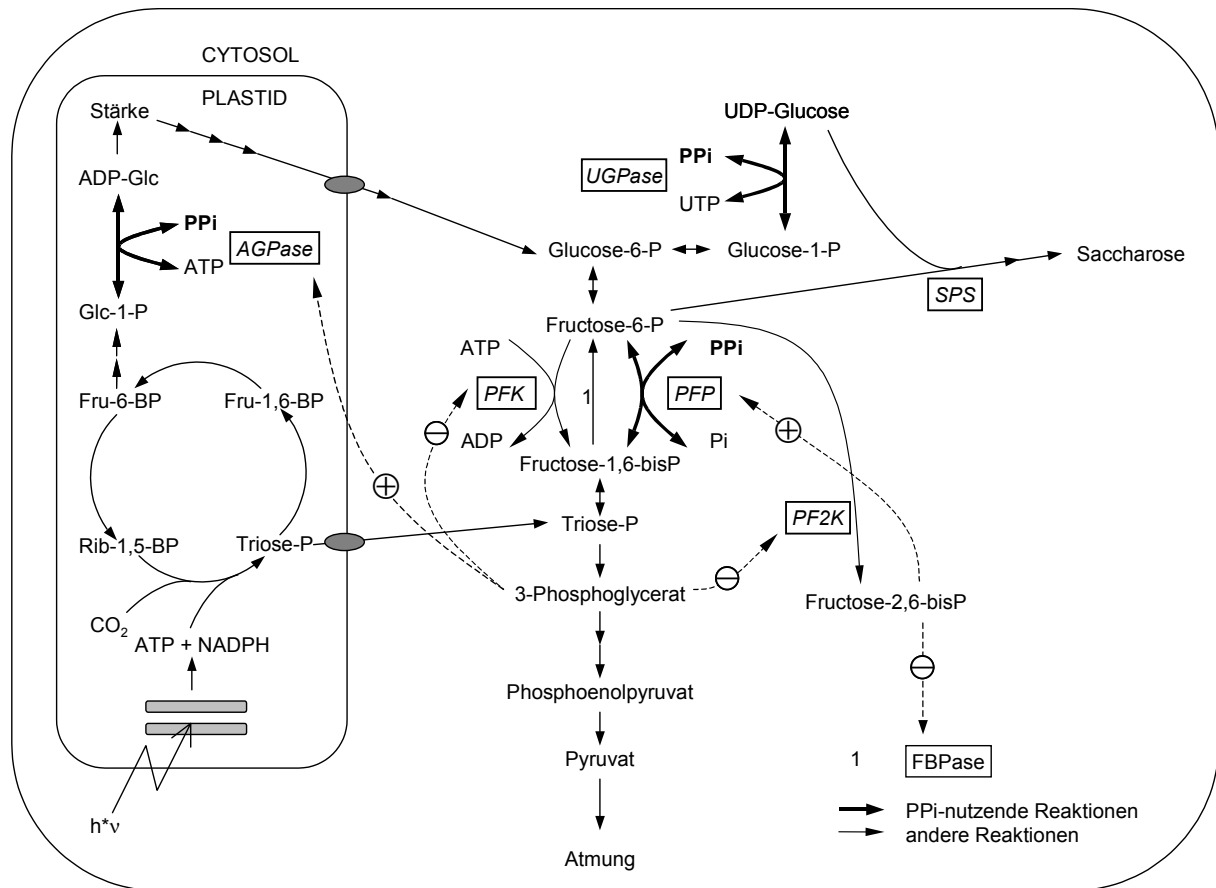 CYTOSOL
PLASTID
Stärke
ADP-Glc
PPi
ATP
AGPase
Glc-1-P
Fru-6-BP
Fru-1,6-BP
Rib-1,5-BP
Triose-P
CO2
ATP + NADPH
h*ν
UDP-Glucose
PPi
UGPase
UTP
Glucose-6-P
Glucose-1-P
Saccharose
SPS
Fructose-6-P
ATP
PPi
PFK
1
PFP
ADP
Pi
Fructose-1,6-bisP
+
+
−
Triose-P
PF2K
3-Phosphoglycerat
−
Fructose-2,6-bisP
−
Phosphoenolpyruvat
Pyruvat
1 FBPase
PPi-nutzende Reaktionen
andere Reaktionen
Atmung